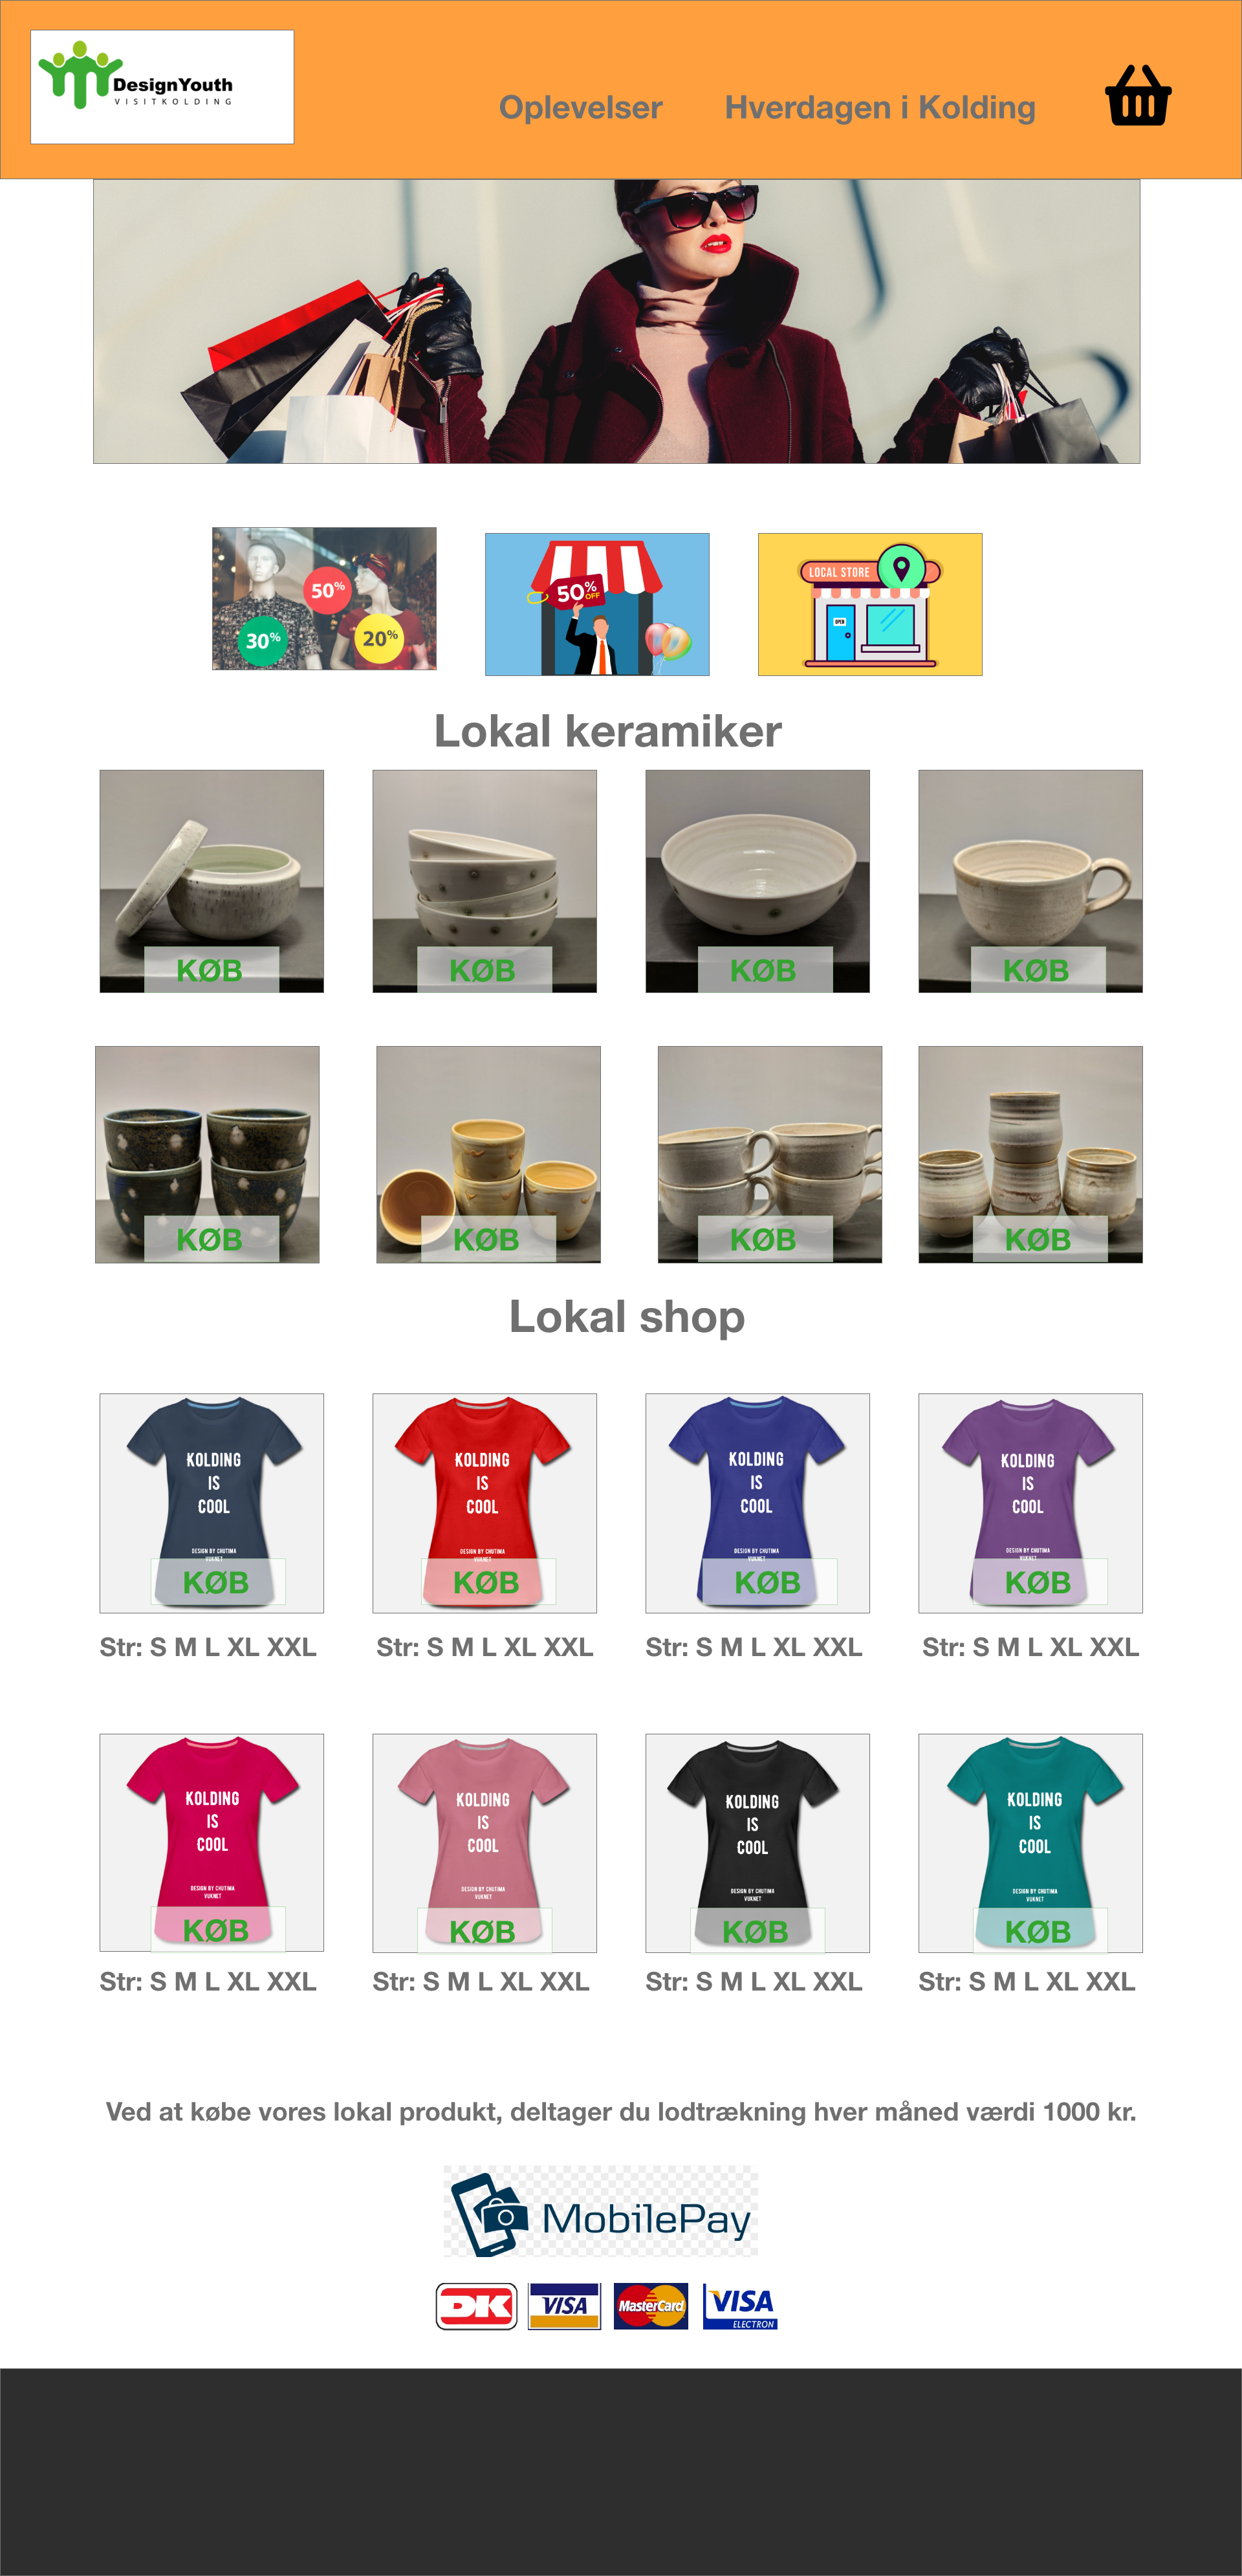 DesignYouth
VISITKOLDING
Oplevelser
Hverdagen i Kolding
50%
30%
20%
50% OFF
LOCAL STORE
OPEN
Lokal keramiker
KØB
KØB
KØB
KØB
KØB
KØB
KØB
KØB
Lokal shop
KOLDING
IS
COOL
DESIGN BY CHUTIMA
VUKNET
KØB
KOLDING
IS
COOL
DESIGN BY CHUTIMA
VUKNET
KØB
KOLDING
IS
COOL
DESIGN BY CHUTIMA
VUKNET
KØB
KOLDING
IS
COOL
DESIGN BY CHUTIMA
VUKNET
KØB
Str: S M L XL XXL
Str: S M L XL XXL
Str: S M L XL XXL
Str: S M L XL XXL
KOLDING
IS
COOL
DESIGN BY CHUTIMA
VUKNET
KØB
KOLDING
IS
COOL
DESIGN BY CHUTIMA
VUKNET
KØB
KOLDING
IS
COOL
DESIGN BY CHUTIMA
VUKNET
KØB
KOLDING
IS
COOL
DESIGN BY CHUTIMA
VUKNET
KØB
Str: S M L XL XXL
Str: S M L XL XXL
Str: S M L XL XXL
Str: S M L XL XXL
Ved at købe vores lokal produkt, deltager du lodtrækning hver måned værdi 1000 kr.
MobilePay
DK
VISA
MasterCard
VISA
ELECTRON